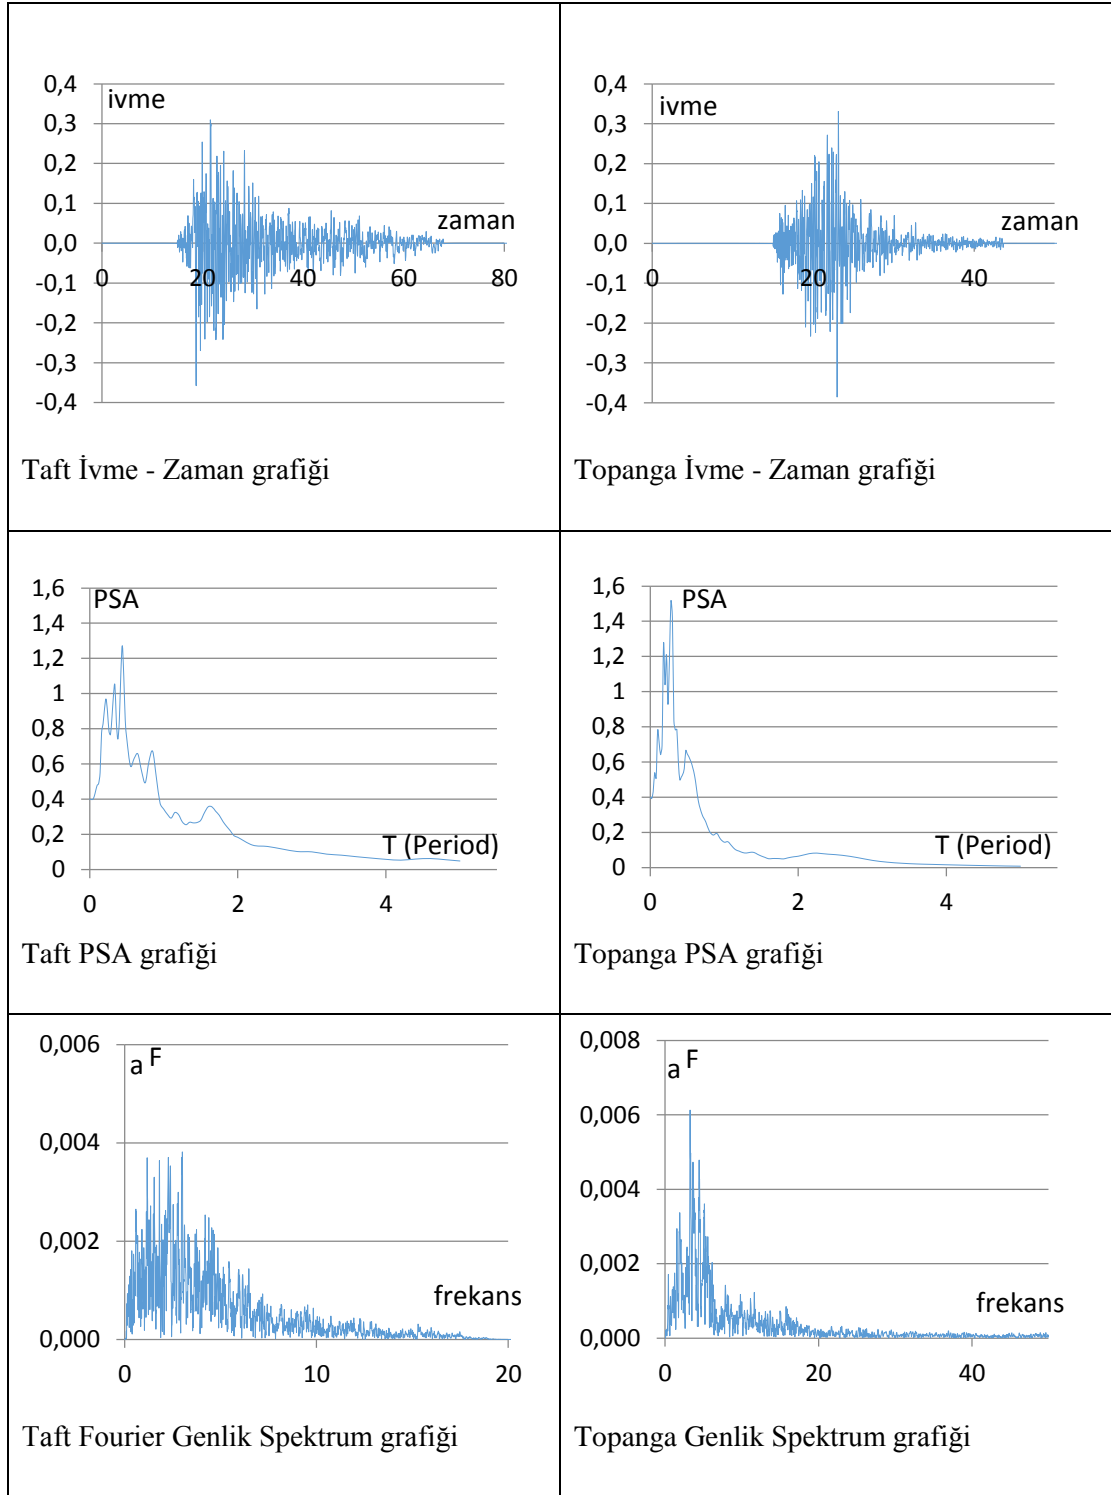 0,4
ivme
0,3
0,2
0,1
zaman
0,0
0 20 40 60 80
-0,1
-0,2
-0,3
-0,4
Taft İvme - Zaman grafiği
0,4
ivme
0,3
0,2
0,1
zaman
0,0
0 20 40
-0,1
-0,2
-0,3
-0,4
Topanga İvme - Zaman grafiği
1,6
PSA
1,4
1,2
1
0,8
0,6
0,4
0,2
T (Period)
0
0 2 4
Taft PSA grafiği
1,6
PSA
1,4
1,2
1
0,8
0,6
0,4
0,2
T (Period)
0
0 2 4
Topanga PSA grafiği
0,006
a F
0,004
0,002
frekans
0,000
0 10 20
Taft Fourier Genlik Spektrum grafiği
0,008
a F
0,006
0,004
0,002
frekans
0,000
0 20 40
Topanga Genlik Spektrum grafiği